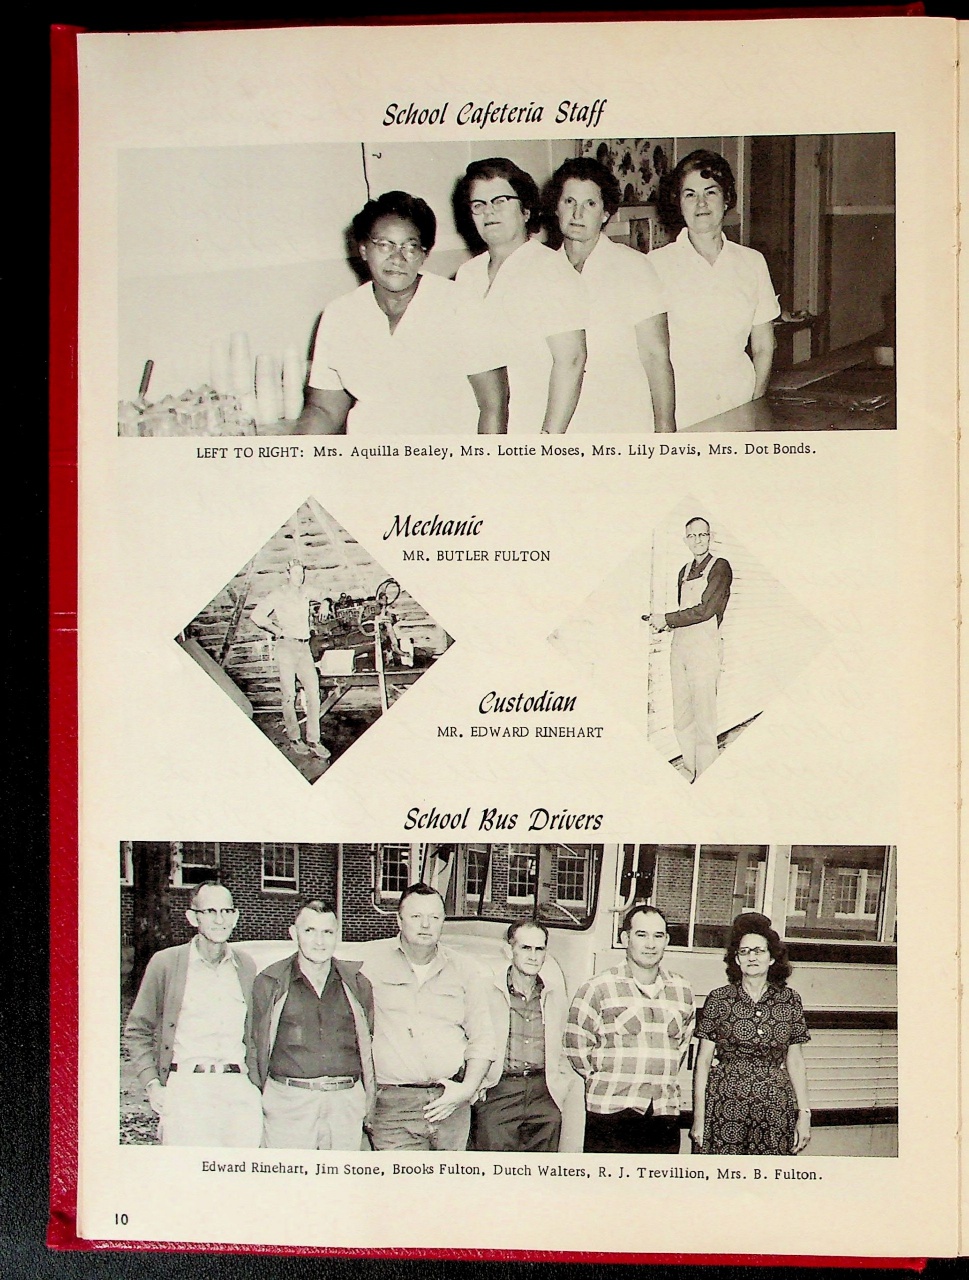 School Cafeteria Staff
LEFT TO RIGHT: Mrs. Aquilla Bealey, Mrs. Lottie Moses, Mrs. Lily Davis, Mrs. Dot Bonds.
Mechanic
MR. BUTLER FULTON
Custodian
MR. EDWARD RINEHART
School Bus Drivers
Edward Rinehart, Jim Stone, Brooks Fulton, Dutch Walters, R. J. Trevillion, Mrs. B. Fulton.
10